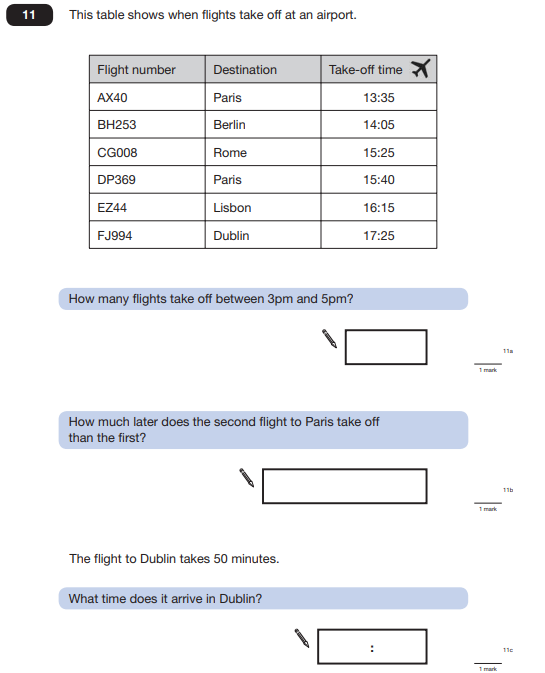 11 This table shows when flights take off at an airport.
Flight number Destination Take-off time
AX40 Paris 13:35
BH253 Berlin 14:05
CG008 Rome 15:25
DP369 Paris 15:40
EZ44 Lisbon 16:15
FJ994 Dublin 17:25
How many flights take off between 3pm and 5pm?
11a
1 mark
How much later does the second flight to Paris take off
than the first?
11b
1 mark
The flight to Dublin takes 50 minutes.
What time does it arrive in Dublin?
:
11c
1 mark